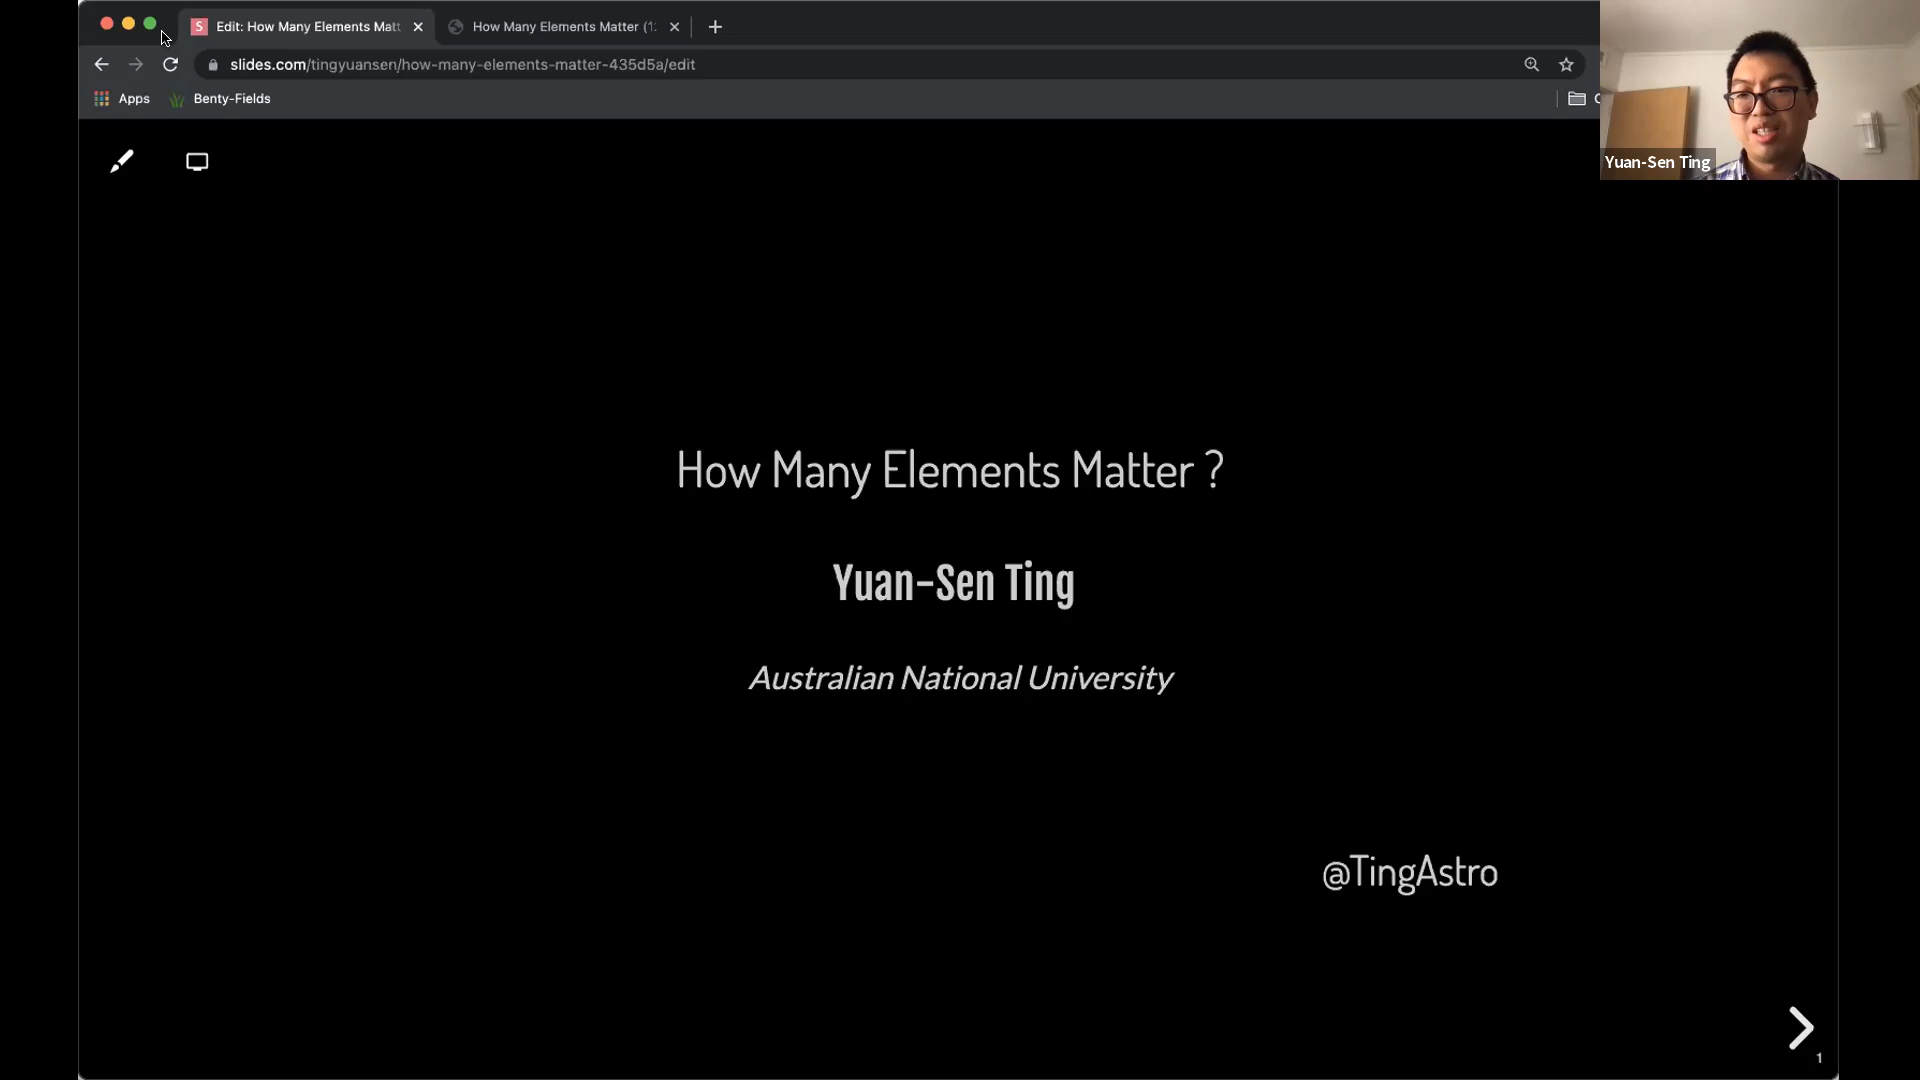 S Edit: How Many Elements Matt
How Many Elements Matter (1
slides.com/tingyuansen/how-many-elements-matter-435d5a/edit
Apps
Benty-Fields
Yuan-Sen Ting
How Many Elements Matter ?
Yuan-Sen Ting
Australian National University
@TingAstro
1